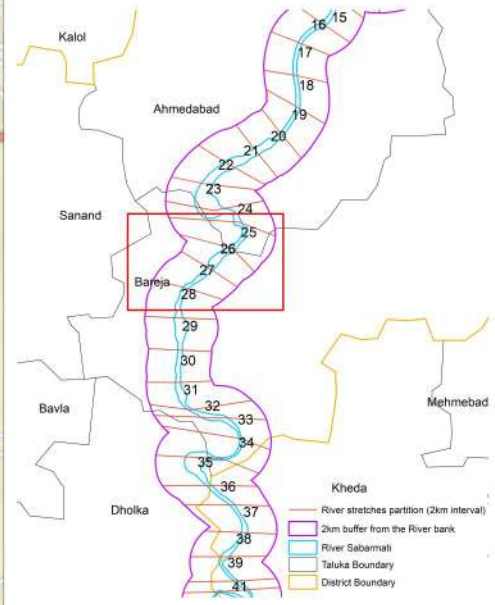 15
16
Kalol
17
18
Ahmedabad
19
20
21
22
23
24
Sanand
25
26
27
Bareja
28
29
30
31
32
Bavla
33
Mehmebad
34
35
36
Kheda
Dholka
37
38
39
41
River stretches partition (2km interval)
2km buffer from the River bank
River Sabarmati
Taluka Boundary
District Boundary